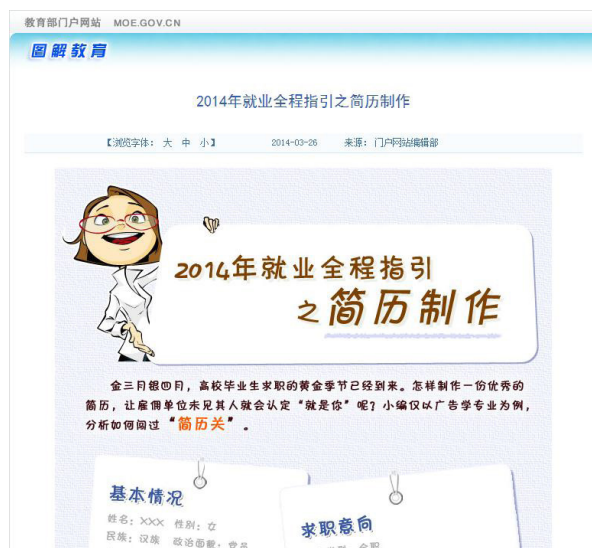 教育部门户网站 MOE.GOV.CN
图解教育
2014年就业全程指引之简历制作
【浏览字体: 大 中 小】 2014-03-26 来源: 门户网站编辑部
2014年就业全程指引
之简历制作
金三月银四月，高校毕业生求职的黄金季节已经到来。怎样制作一份优秀的
简历，让雇佣单位未见其人就会认定“就是你”呢？小编仅以广告学专业为例，
分析如何闯过“简历关”。
基本情况
姓名：XXX 性别：女
民族：汉族 政治面貌：党员
求职意向